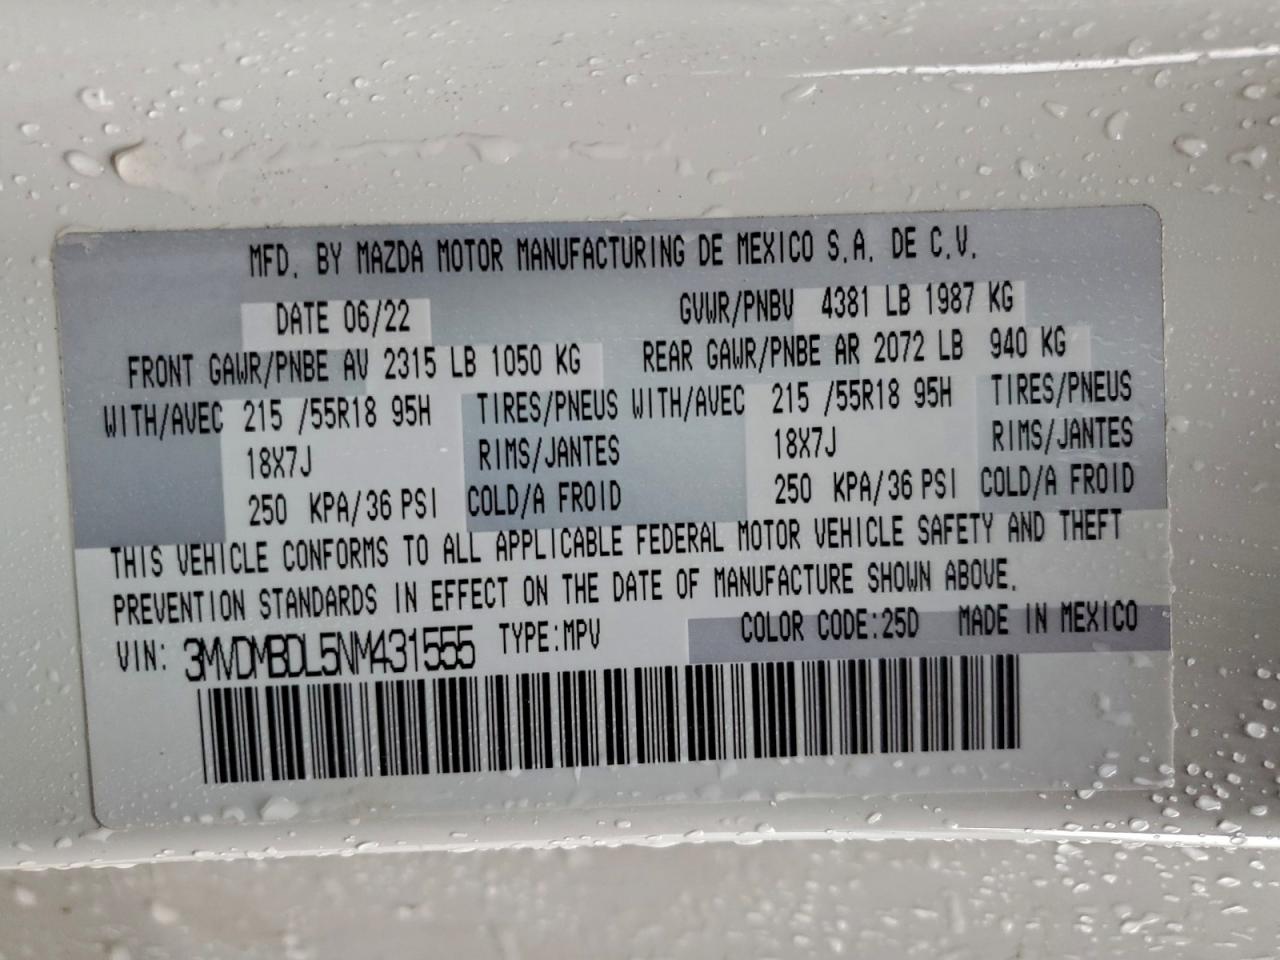 MFD. BY MAZDA MOTOR MANUFACTURING DE MEXICO S.A. DE C.V.
DATE 06/22 GVWR/PNBV 4381 LB 1987 KG
FRONT GAWR/PNBE AV 2315 LB 1050 KG REAR GAWR/PNBE AR 2072 LB 940 KG
WITH/AVEC 215 /55R18 95H TIRES/PNEUS WITH/AVEC 215 /55R18 95H TIRES/PNEUS
18X7J RIMS/JANTES 18X7J RIMS/JANTES
250 KPA/36 PSI COLD/A FROID 250 KPA/36 PSI COLD/A FROID
THIS VEHICLE CONFORMS TO ALL APPLICABLE FEDERAL MOTOR VEHICLE SAFETY AND THEFT
PREVENTION STANDARDS IN EFFECT ON THE DATE OF MANUFACTURE SHOWN ABOVE.
VIN: 3MVDMBDL5NM431555 TYPE:MPV COLOR CODE:25D MADE IN MEXICO